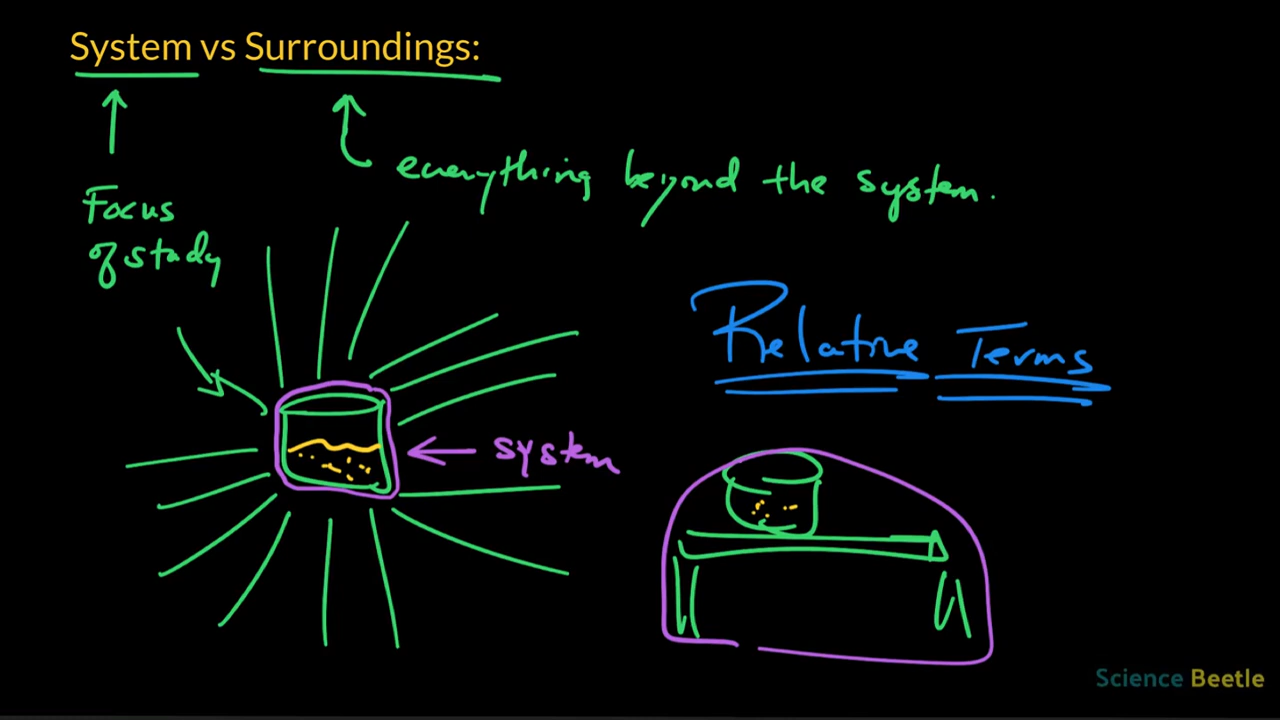 System vs Surroundings:
everything beyond the system.
Focus
of study
Relative Terms
system
Science Beetle